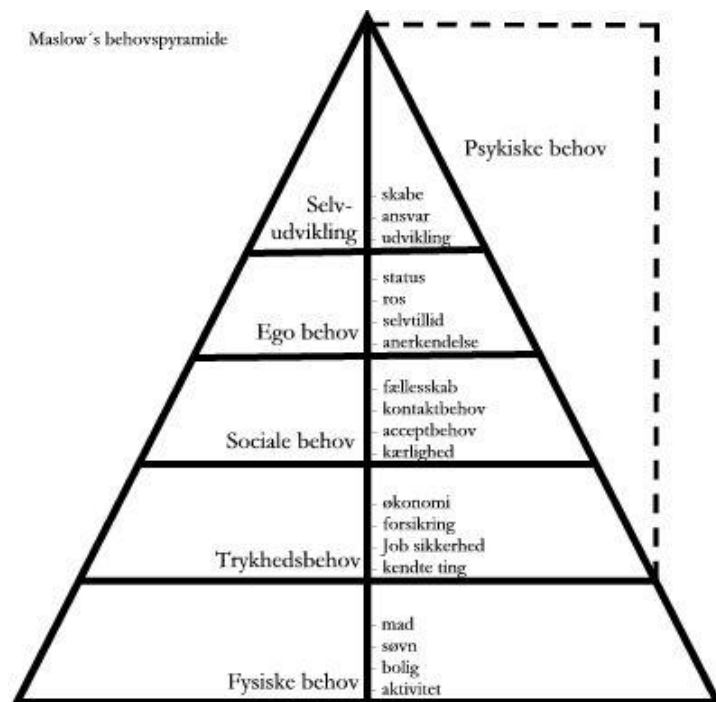 Maslow´s behovspyramide
Psykiske behov
Selv-
udvikling
- skabe
- ansvar
- udvikling
Ego behov
- status
- ros
- selvtillid
- anerkendelse
Sociale behov
- fællesskab
- kontaktbehov
- acceptbehov
- kærlighed
Trykhedsbehov
- økonomi
- forsikring
- Job sikkerhed
- kendte ting
Fysiske behov
- mad
- søvn
- bolig
- aktivitet